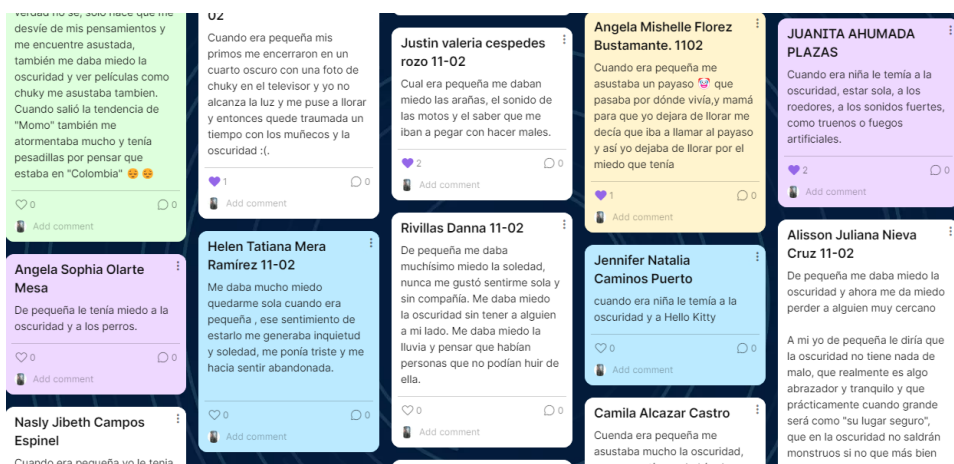 verdad no sé, solo hace que me
desvíe de mis pensamientos y
me encuentre asustada,
también me daba miedo la
oscuridad y ver películas como
chuky me asustaba tambien.
Cuando salió la tendencia de
"Momo" también me
atormentaba mucho y tenía
pesadillas por pensar que
estaba en "Colombia" 😔 😔
0 0
Add comment
Angela Sophia Olarte
Mesa
De pequeña le tenía miedo a la
oscuridad y a los perros.
0 0
Add comment
Nasly Jibeth Campos
Espinel
Cuando era pequeña yo le tenia
02
Cuando era pequeña mis
primos me encerraron en un
cuarto oscuro con una foto de
chuky en el televisor y yo no
alcanza la luz y me puse a llorar
y entonces quede traumada un
tiempo con los muñecos y la
oscuridad :(.
1 0
Add comment
Helen Tatiana Mera
Ramírez 11-02
Me daba mucho miedo
quedarme sola cuando era
pequeña , ese sentimiento de
estarlo me generaba inquietud
y soledad, me ponía triste y me
hacia sentir abandonada.
0 0
Add comment
Justin valeria cespedes
rozo 11-02
Cual era pequeña me daban
miedo las arañas, el sonido de
las motos y el saber que me
iban a pegar con hacer males.
2 0
Add comment
Rivillas Danna 11-02
De pequeña me daba
muchísimo miedo la soledad,
nunca me gustó sentirme sola y
sin compañía. Me daba miedo
la oscuridad sin tener a alguien
a mi lado. Me daba miedo la
lluvia y pensar que habían
personas que no podían huir de
ella.
0 0
Add comment
Angela Mishelle Florez
Bustamante. 1102
Cuando era pequeña me
asustaba un payaso 🤡 que
pasaba por dónde vivía,y mamá
para que yo dejara de llorar me
decía que iba a llamar al payaso
y así yo dejaba de llorar por el
miedo que tenía
1 0
Add comment
Jennifer Natalia
Caminos Puerto
cuando era niña le temía a la
oscuridad y a Hello Kitty
0 0
Add comment
Camila Alcazar Castro
Cuenda era pequeña me
asustaba mucho la oscuridad,
JUANITA AHUMADA
PLAZAS
Cuando era niña le temía a la
oscuridad, estar sola, a los
roedores, a los sonidos fuertes,
como truenos o fuegos
artificiales.
2 0
Add comment
Alisson Juliana Nieva
Cruz 11-02
De pequeña me daba miedo la
oscuridad y ahora me da miedo
perder a alguien muy cercano
A mi yo de pequeña le diría que
la oscuridad no tiene nada de
malo, que realmente es algo
abrazador y tranquilo y que
prácticamente cuando grande
será como "su lugar seguro",
que en la oscuridad no saldrán
monstruos si no que más bien